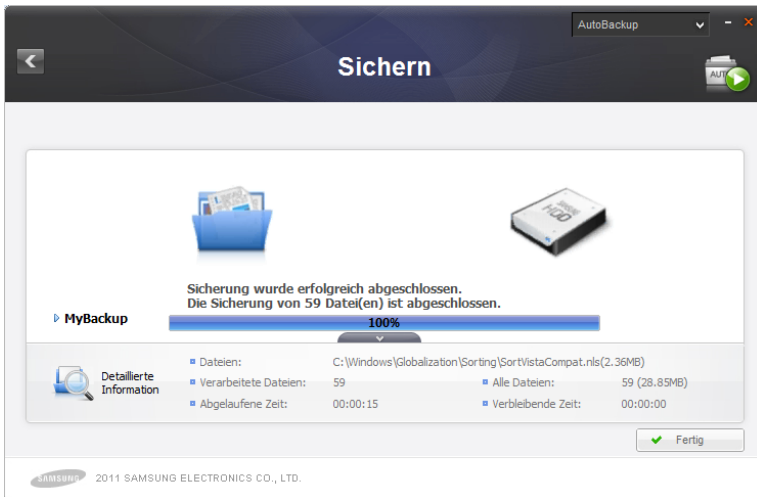 AutoBackup
Sichern
AUTO
SAMSUNG
HDD
Sicherung wurde erfolgreich abgeschlossen.
Die Sicherung von 59 Datei(en) ist abgeschlossen.
MyBackup
100%
Detaillierte
Information
Dateien: C:\Windows\Globalization\Sorting\SortVistaCompat.nls(2.36MB)
Verarbeitete Dateien: 59 Alle Dateien: 59 (28.85MB)
Abgelaufene Zeit: 00:00:15 Verbleibende Zeit: 00:00:00
Fertig
SAMSUNG 2011 SAMSUNG ELECTRONICS CO., LTD.